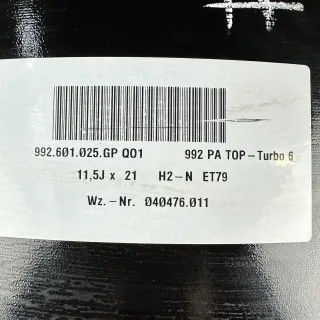 992.601.025.GP Q01 992 PA TOP-Turbo 6
11,5J x 21 H2-N ET79
Wz.-Nr. 040476.011